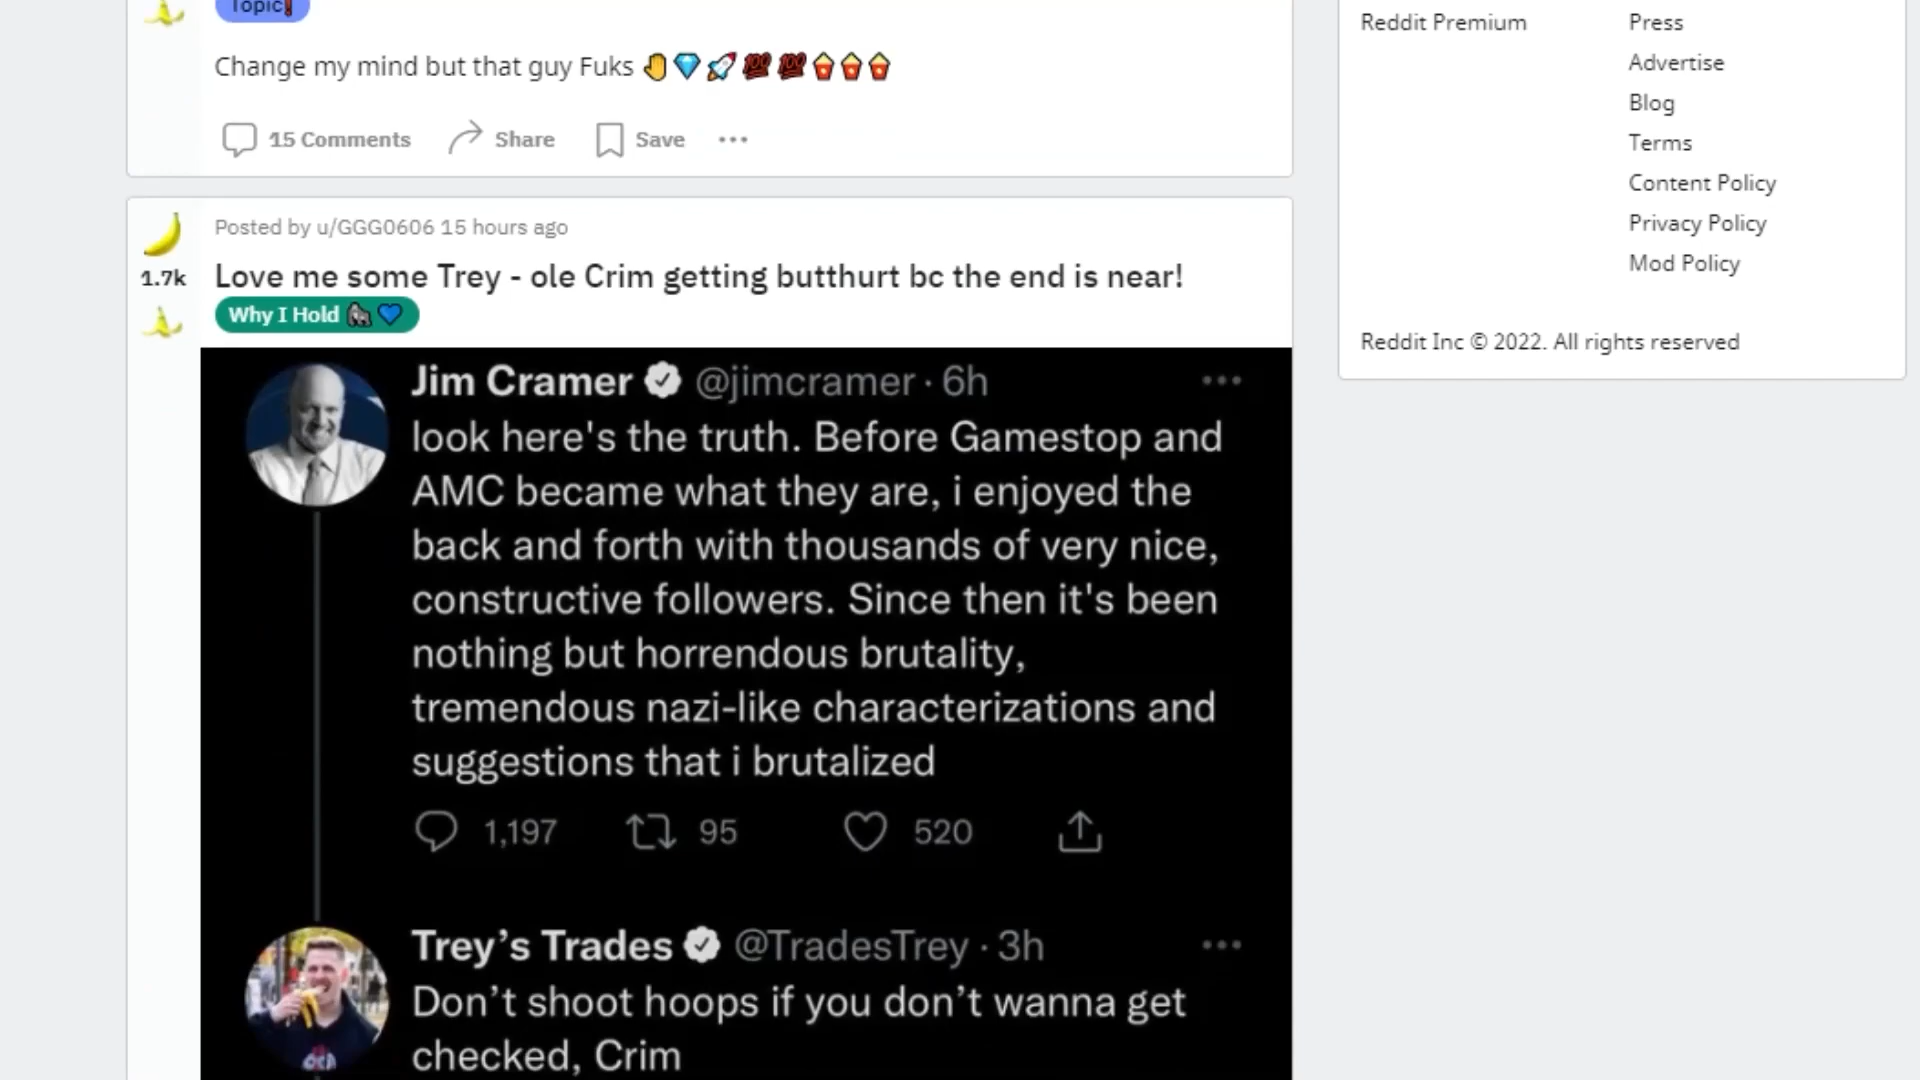 Topic❗
Change my mind but that guy Fuks 🤚💎🚀💯💯🍿🍿🍿
15 Comments Share Save ...
Posted by u/GGG0606 15 hours ago
1.7k
Love me some Trey - ole Crim getting butthurt bc the end is near!
Why I Hold 🦍💙
Jim Cramer @jimcramer · 6h
look here's the truth. Before Gamestop and
AMC became what they are, i enjoyed the
back and forth with thousands of very nice,
constructive followers. Since then it's been
nothing but horrendous brutality,
tremendous nazi-like characterizations and
suggestions that i brutalized
1,197 95 520
Trey’s Trades @TradesTrey · 3h
Don’t shoot hoops if you don’t wanna get
checked, Crim
Reddit Premium
Press
Advertise
Blog
Terms
Content Policy
Privacy Policy
Mod Policy
Reddit Inc © 2022. All rights reserved